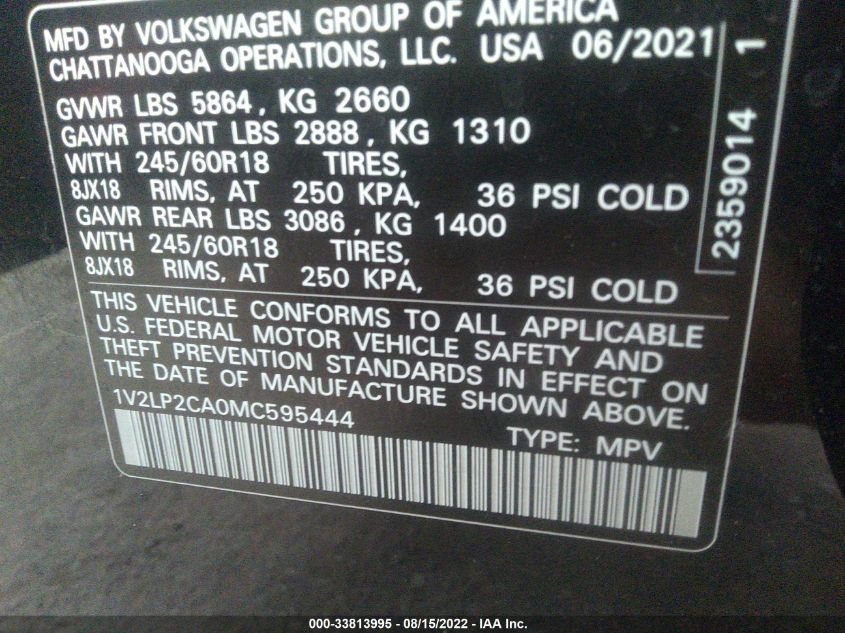 MFD BY VOLKSWAGEN GROUP OF AMERICA
CHATTANOOGA OPERATIONS, LLC. USA 06/2021
GVWR LBS 5864, KG 2660
GAWR FRONT LBS 2888, KG 1310
WITH 245/60R18 TIRES,
8JX18 RIMS, AT 250 KPA, 36 PSI COLD
GAWR REAR LBS 3086, KG 1400
WITH 245/60R18 TIRES,
8JX18 RIMS, AT 250 KPA, 36 PSI COLD
2359014 1
THIS VEHICLE CONFORMS TO ALL APPLICABLE
U.S. FEDERAL MOTOR VEHICLE SAFETY AND
THEFT PREVENTION STANDARDS IN EFFECT ON
THE DATE OF MANUFACTURE SHOWN ABOVE.
1V2LP2CA0MC595444
TYPE: MPV
000-33813995 - 08/15/2022 - IAA Inc.